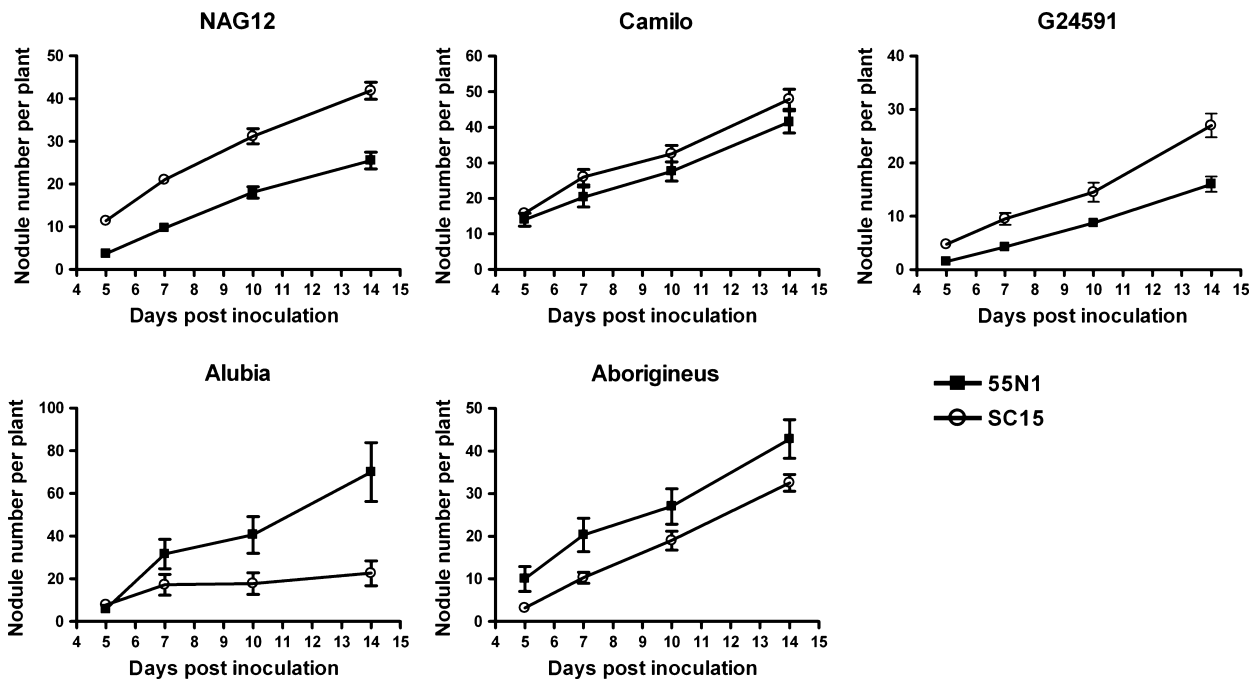 NAG12
Nodule number per plant
50
40
30
20
10
0
4 5 6 7 8 9 10 11 12 13 14 15
Days post inoculation
Camilo
Nodule number per plant
60
50
40
30
20
10
0
4 5 6 7 8 9 10 11 12 13 14 15
Days post inoculation
G24591
Nodule number per plant
40
30
20
10
0
4 5 6 7 8 9 10 11 12 13 14 15
Days post inoculation
Alubia
Nodule number per plant
100
80
60
40
20
0
4 5 6 7 8 9 10 11 12 13 14 15
Days post inoculation
Aborigineus
Nodule number per plant
50
40
30
20
10
0
4 5 6 7 8 9 10 11 12 13 14 15
Days post inoculation
55N1
SC15